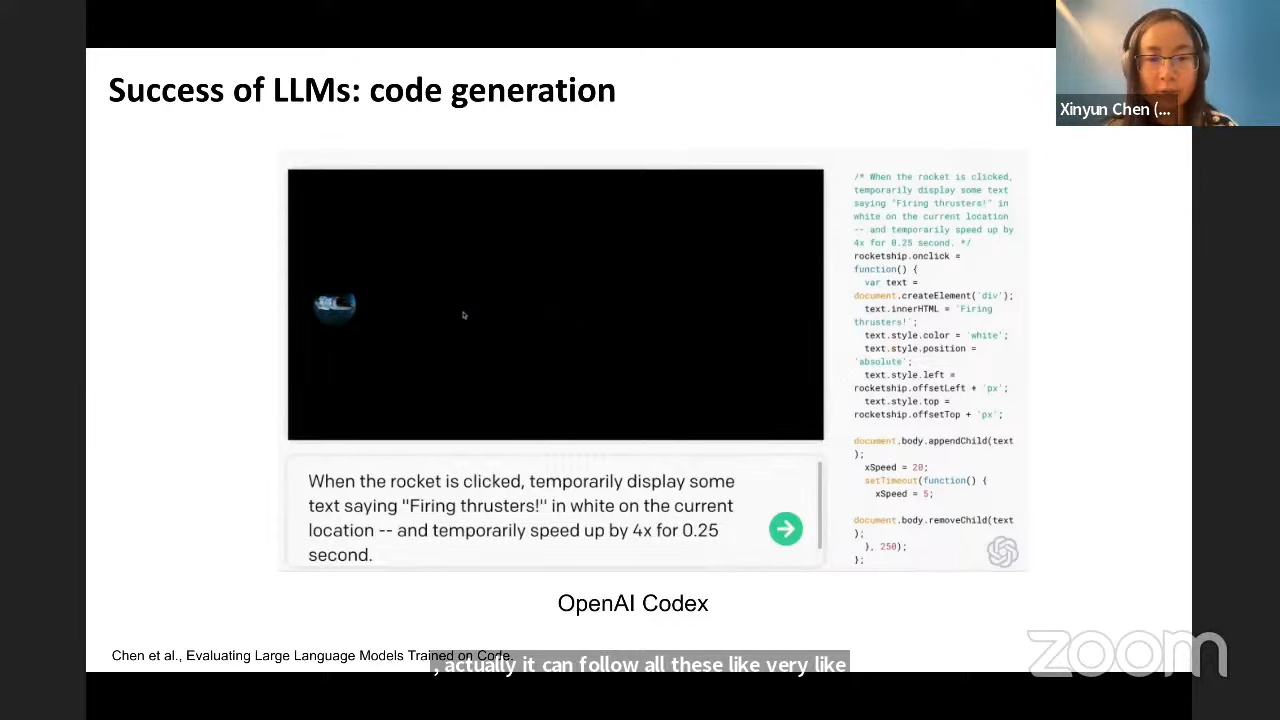 Success of LLMs: code generation
Xinyun Chen (...
/* When the rocket is clicked,
temporarily display some text
saying "Firing thrusters!" in
white on the current location
-- and temporarily speed up by
4x for 0.25 second. */
rocketship.onclick =
function() {
var text =
document.createElement('div');
text.innerHTML = 'Firing
thrusters!';
text.style.color = 'white';
text.style.position =
'absolute';
text.style.left =
rocketship.offsetLeft + 'px';
text.style.top =
rocketship.offsetTop + 'px';
document.body.appendChild(text
);
xSpeed = 20;
setTimeout(function() {
xSpeed = 5;
document.body.removeChild(text
);
}, 250);
};
When the rocket is clicked, temporarily display some
text saying "Firing thrusters!" in white on the current
location -- and temporarily speed up by 4x for 0.25
second.
OpenAI Codex
Chen et al., Evaluating Large Language Models Trained on Code.
, actually it can follow all these like very like
zoom